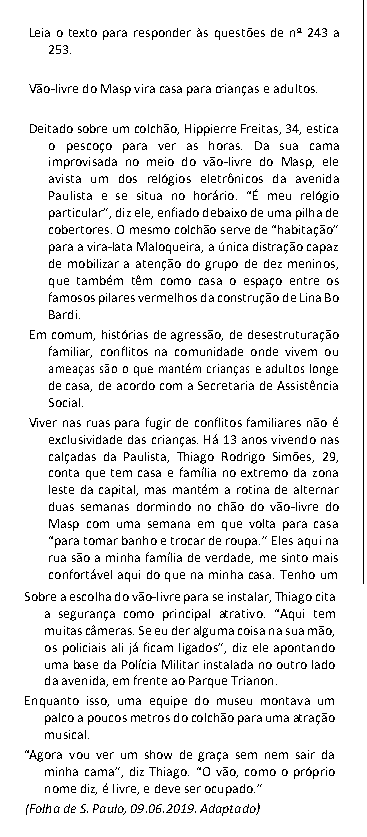 Leia o texto para responder às questões de nº 243 a
253.
Vão-livre do Masp vira casa para crianças e adultos.
Deitado sobre um colchão, Hippierre Freitas, 34, estica
o pescoço para ver as horas. Da sua cama
improvisada no meio do vão-livre do Masp, ele
avista um dos relógios eletrônicos da avenida
Paulista e se situa no horário. “É meu relógio
particular”, diz ele, enfiado debaixo de uma pilha de
cobertores. O mesmo colchão serve de “habitação”
para a vira-lata Maloqueira, a única distração capaz
de mobilizar a atenção do grupo de dez meninos,
que também têm como casa o espaço entre os
famosos pilares vermelhos da construção de Lina Bo
Bardi.
Em comum, histórias de agressão, de desestruturação
familiar, conflitos na comunidade onde vivem ou
ameaças são o que mantém crianças e adultos longe
de casa, de acordo com a Secretaria de Assistência
Social.
Viver nas ruas para fugir de conflitos familiares não é
exclusividade das crianças. Há 13 anos vivendo nas
calçadas da Paulista, Thiago Rodrigo Simões, 29,
conta que tem casa e família no extremo da zona
leste da capital, mas mantém a rotina de alternar
duas semanas dormindo no chão do vão-livre do
Masp com uma semana em que volta para casa
“para tomar banho e trocar de roupa.” Eles aqui na
rua são a minha família de verdade, me sinto mais
confortável aqui do que na minha casa. Tenho um
Sobre a escolha do vão-livre para se instalar, Thiago cita
a segurança como principal atrativo. “Aqui tem
muitas câmeras. Se eu der alguma coisa na sua mão,
os policiais ali já ficam ligados”, diz ele apontando
uma base da Polícia Militar instalada no outro lado
da avenida, em frente ao Parque Trianon.
Enquanto isso, uma equipe do museu montava um
palco a poucos metros do colchão para uma atração
musical.
“Agora vou ver um show de graça sem nem sair da
minha cama”, diz Thiago. “O vão, como o próprio
nome diz, é livre, e deve ser ocupado.”
(Folha de S. Paulo, 09.06.2019. Adaptado)